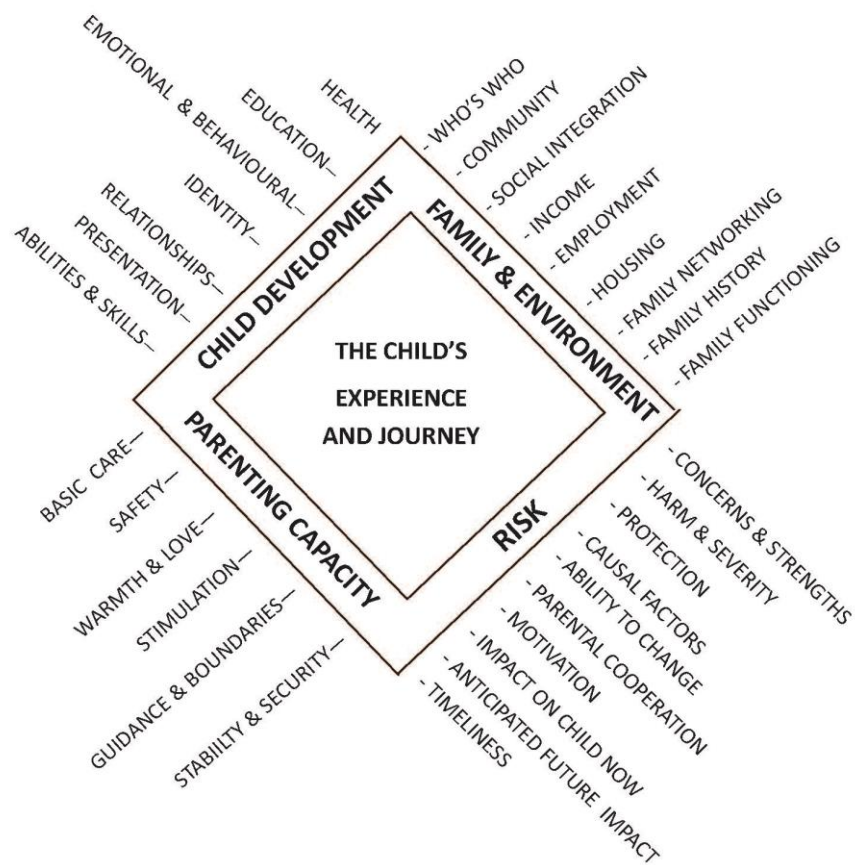 HEALTH
EDUCATION—
EMOTIONAL & BEHAVIOURAL—
IDENTITY—
RELATIONSHIPS—
PRESENTATION—
ABILITIES & SKILLS—
CHILD DEVELOPMENT
- WHO'S WHO
- COMMUNITY
- SOCIAL INTEGRATION
- INCOME
- EMPLOYMENT
- HOUSING
- FAMILY NETWORKING
- FAMILY HISTORY
- FAMILY FUNCTIONING
FAMILY & ENVIRONMENT
THE CHILD'S
EXPERIENCE
AND JOURNEY
PARENTING CAPACITY
BASIC CARE—
SAFETY—
WARMTH & LOVE—
STIMULATION—
GUIDANCE & BOUNDARIES—
STABIILTY & SECURITY—
RISK
- CONCERNS & STRENGTHS
- HARM & SEVERITY
- PROTECTION
- CAUSAL FACTORS
- ABILITY TO CHANGE
- PARENTAL COOPERATION
- MOTIVATION
- IMPACT ON CHILD NOW
- ANTICIPATED FUTURE IMPACT
- TIMELINESS